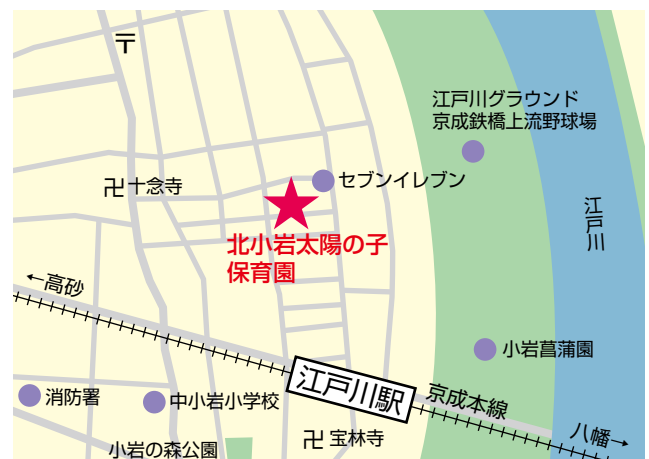 〒
江戸川グラウンド
京成鉄橋上流野球場
卍十念寺
セブンイレブン
江戸川
北小岩太陽の子
保育園
←高砂
小岩菖蒲園
江戸川駅
京成本線
消防署
中小岩小学校
八幡→
小岩の森公園
卍 宝林寺